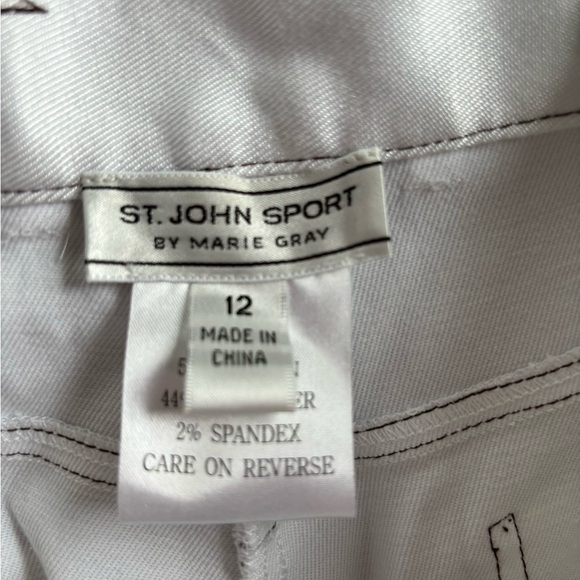 ST. JOHN SPORT
BY MARIE GRAY
12
MADE IN
CHINA
2% SPANDEX
CARE ON REVERSE